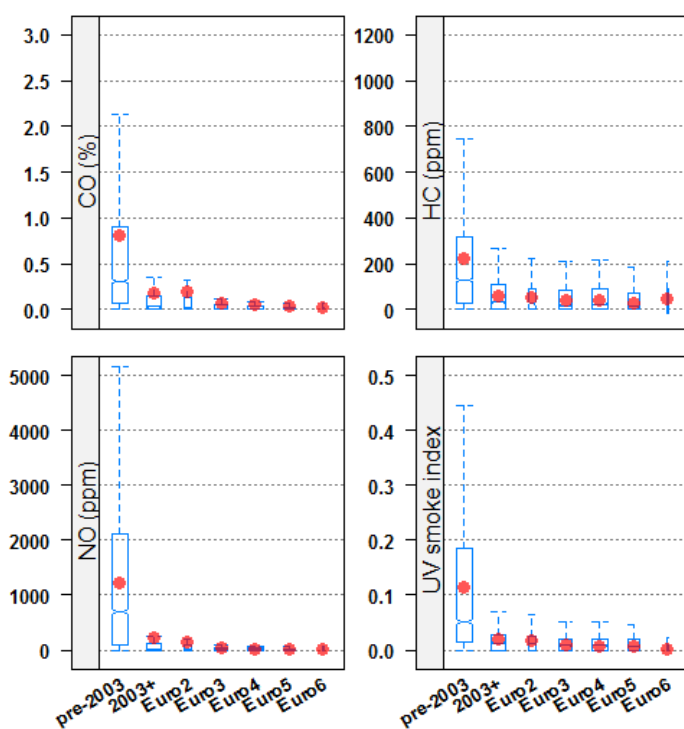 3.0
2.5
2.0
1.5
1.0
0.5
0.0
CO (%)
1200
1000
800
600
400
200
0
HC (ppm)
5000
4000
3000
2000
1000
0
NO (ppm)
0.5
0.4
0.3
0.2
0.1
0.0
UV smoke index
pre-2003
2003+
Euro2
Euro3
Euro4
Euro5
Euro6
pre-2003
2003+
Euro2
Euro3
Euro4
Euro5
Euro6